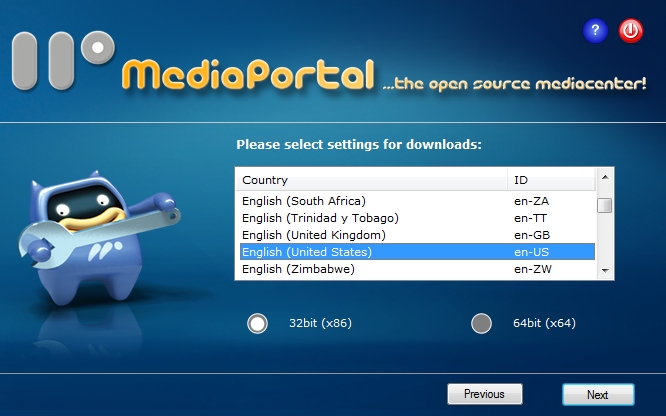 ?
MediaPortal ...the open source mediacenter!
Please select settings for downloads:
Country ID
English (South Africa) en-ZA
English (Trinidad y Tobago) en-TT
English (United Kingdom) en-GB
English (United States) en-US
English (Zimbabwe) en-ZW
32bit (x86) 64bit (x64)
Previous Next